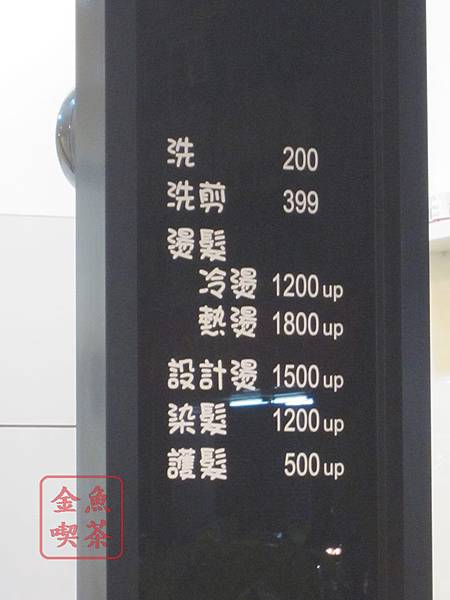 洗 200
洗剪 399
燙髮
冷燙 1200 up
熱燙 1800 up
設計燙 1500 up
染髮 1200 up
護髮 500 up
金魚
喫茶